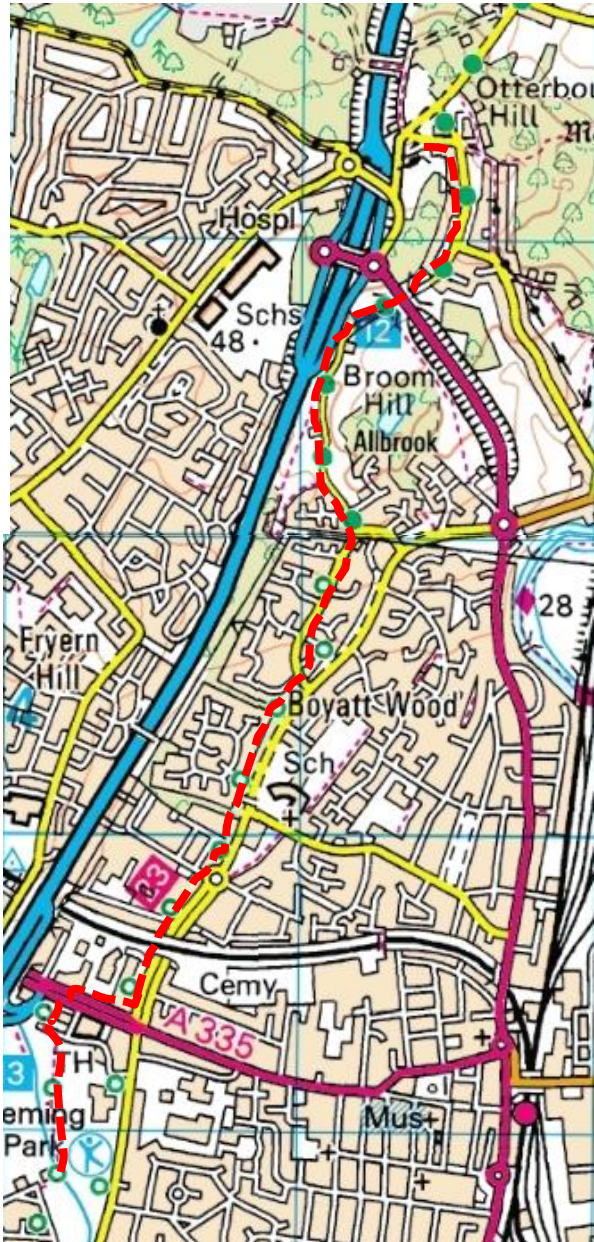 Otterbou
Hill
Hospl
Schs
48
12
Broom
Hill
Allbrook
28
Fryern
Hill
Boyatt Wood
Sch
Cemy
A 335
3
TH
eming
Park
Mus